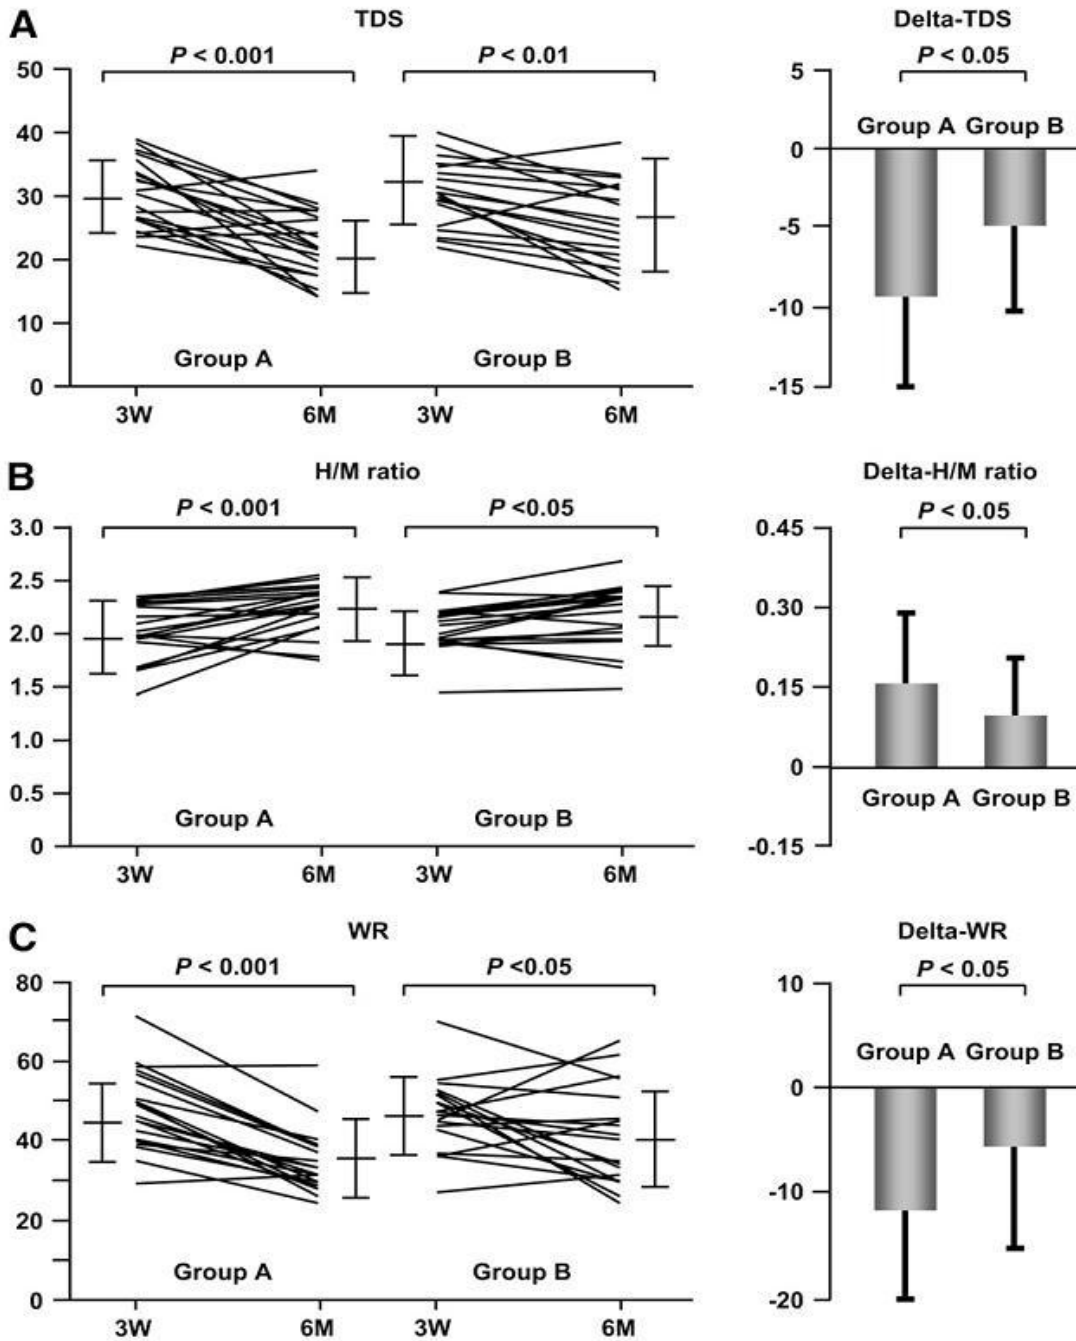 A
TDS
Delta-TDS
P < 0.001
P < 0.01
P < 0.05
50
40
30
20
10
0
Group A
Group B
3W
6M
3W
6M
5
0
-5
-10
-15
Group A Group B
B
H/M ratio
Delta-H/M ratio
P < 0.001
P <0.05
P < 0.05
3.0
2.5
2.0
1.5
1.0
0.5
0
Group A
Group B
3W
6M
3W
6M
0.45
0.30
0.15
0
-0.15
Group A Group B
C
WR
Delta-WR
P < 0.001
P <0.05
P < 0.05
80
60
40
20
0
Group A
Group B
3W
6M
3W
6M
10
0
-10
-20
Group A Group B